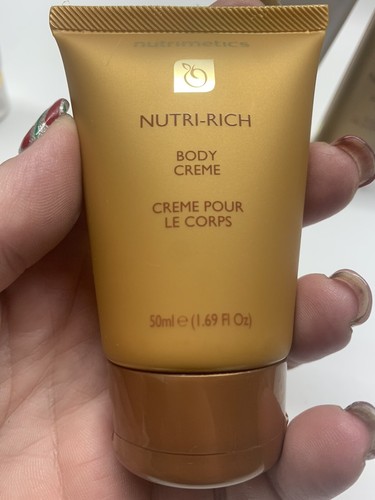 nutrimetics
NUTRI-RICH
BODY
CREME
CREME POUR
LE CORPS
50ml e (1.69 Fl Oz)